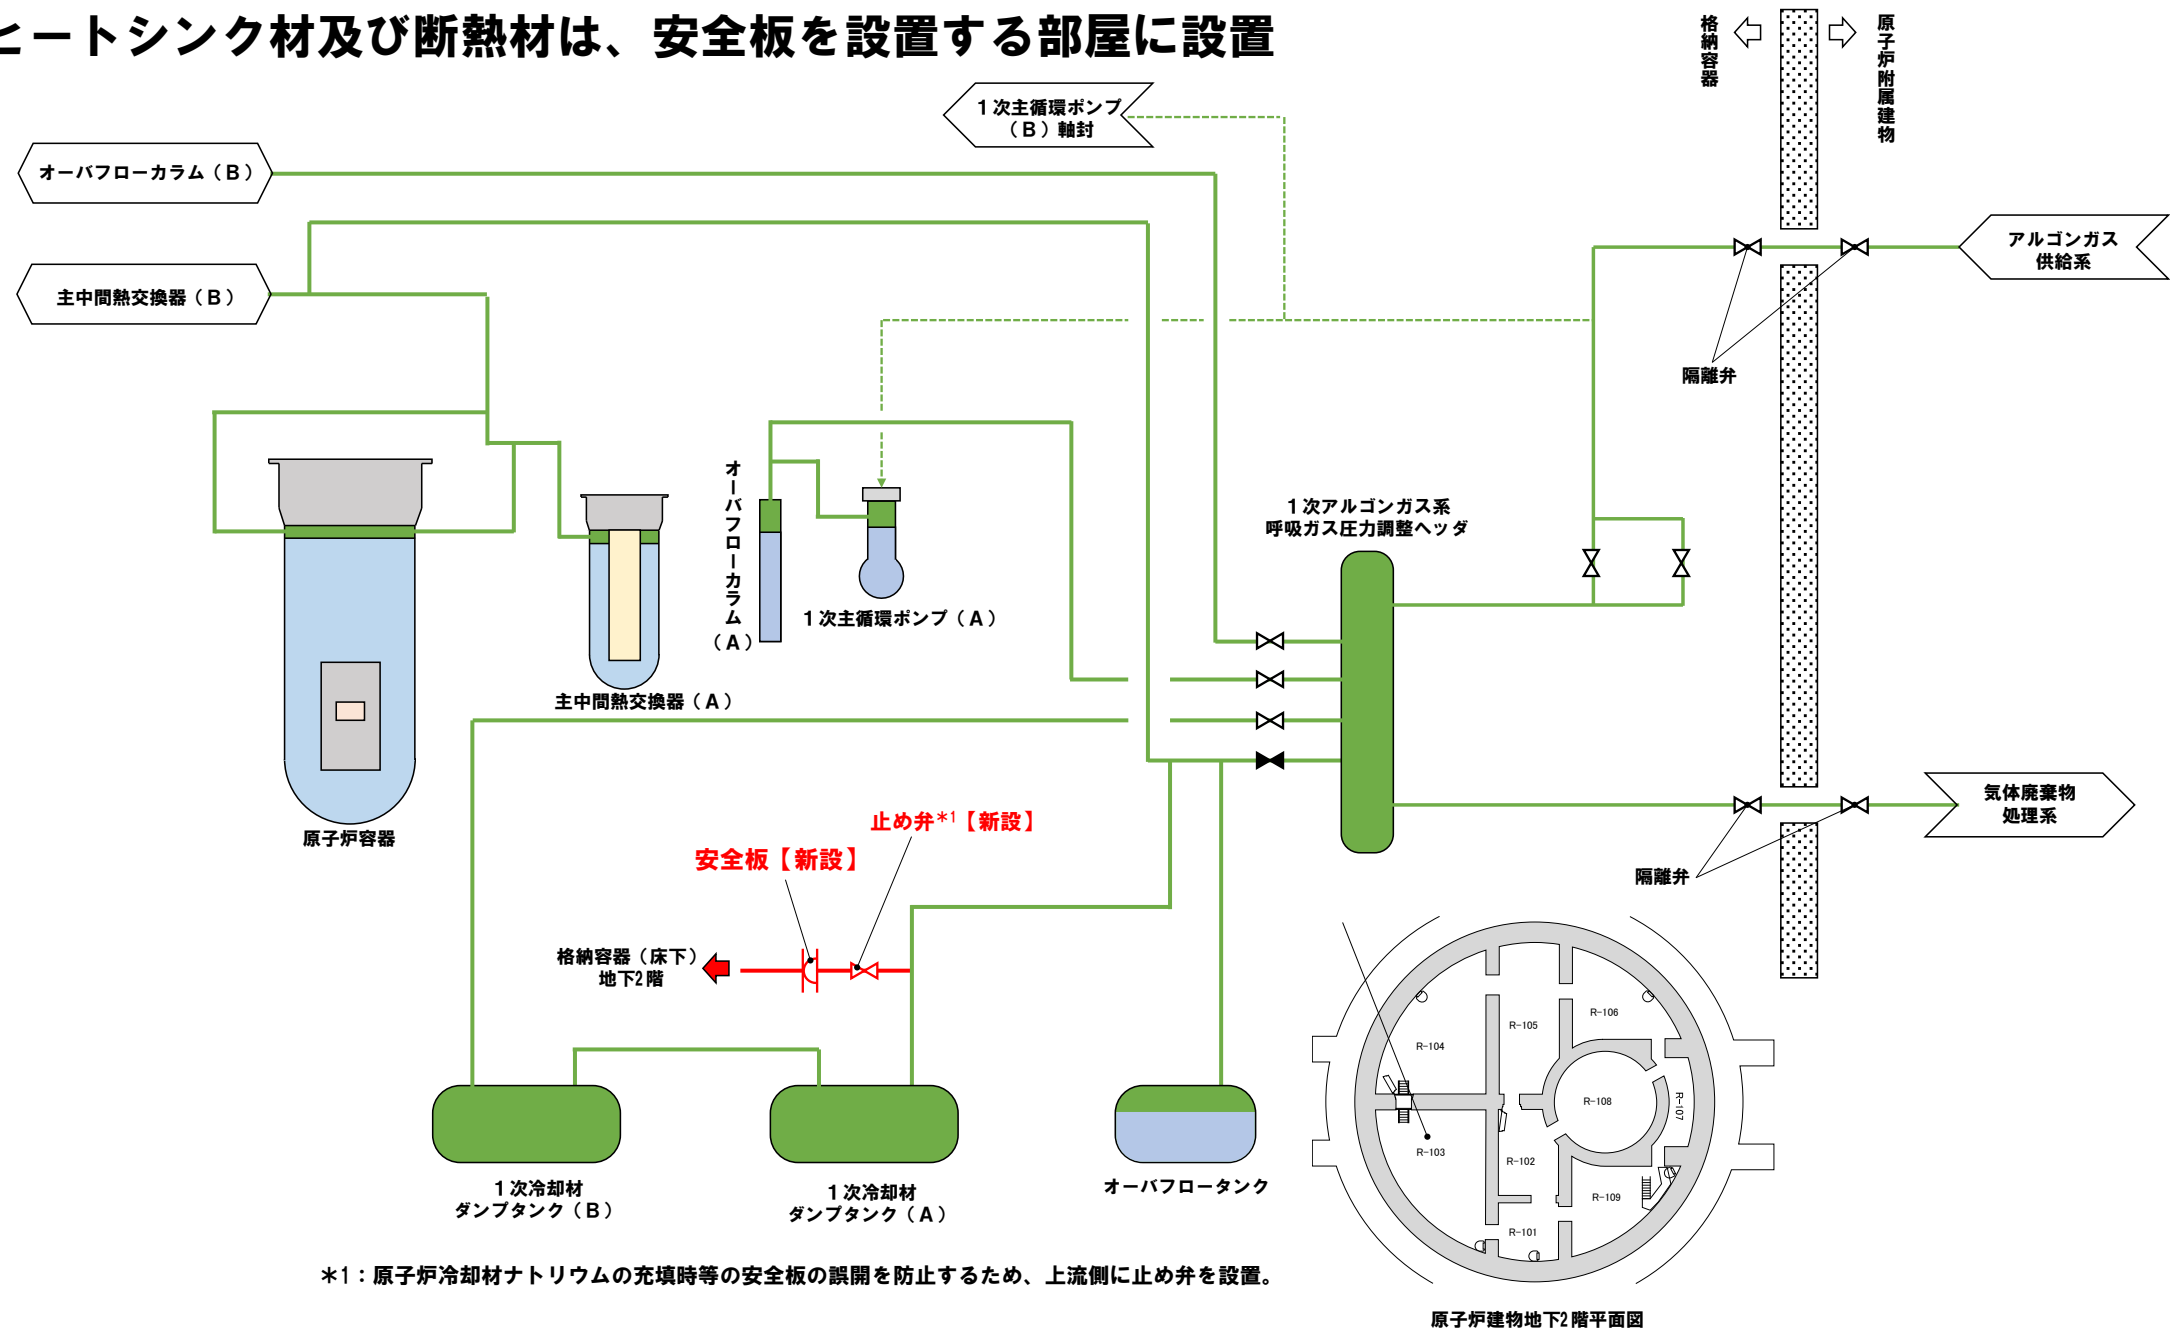 ヒートシンク材及び断熱材は、安全板を設置する部屋に設置
格納容器
原子炉附属建物
1次主循環ポンプ
（B）軸封
オーバフローカラム（B）
主中間熱交換器（B）
アルゴンガス
供給系
隔離弁
オーバフローカラム
（A）
1次主循環ポンプ（A）
1次アルゴンガス系
呼吸ガス圧力調整ヘッダ
主中間熱交換器（A）
原子炉容器
止め弁＊1【新設】
安全板【新設】
気体廃棄物
処理系
隔離弁
格納容器（床下）
地下2階
1次冷却材
ダンプタンク（B）
1次冷却材
ダンプタンク（A）
オーバフロータンク
R-106
R-105
R-104
R-108
R-107
R-103
R-102
R-109
R-101
＊1：原子炉冷却材ナトリウムの充填時等の安全板の誤開を防止するため、上流側に止め弁を設置。
原子炉建物地下2階平面図